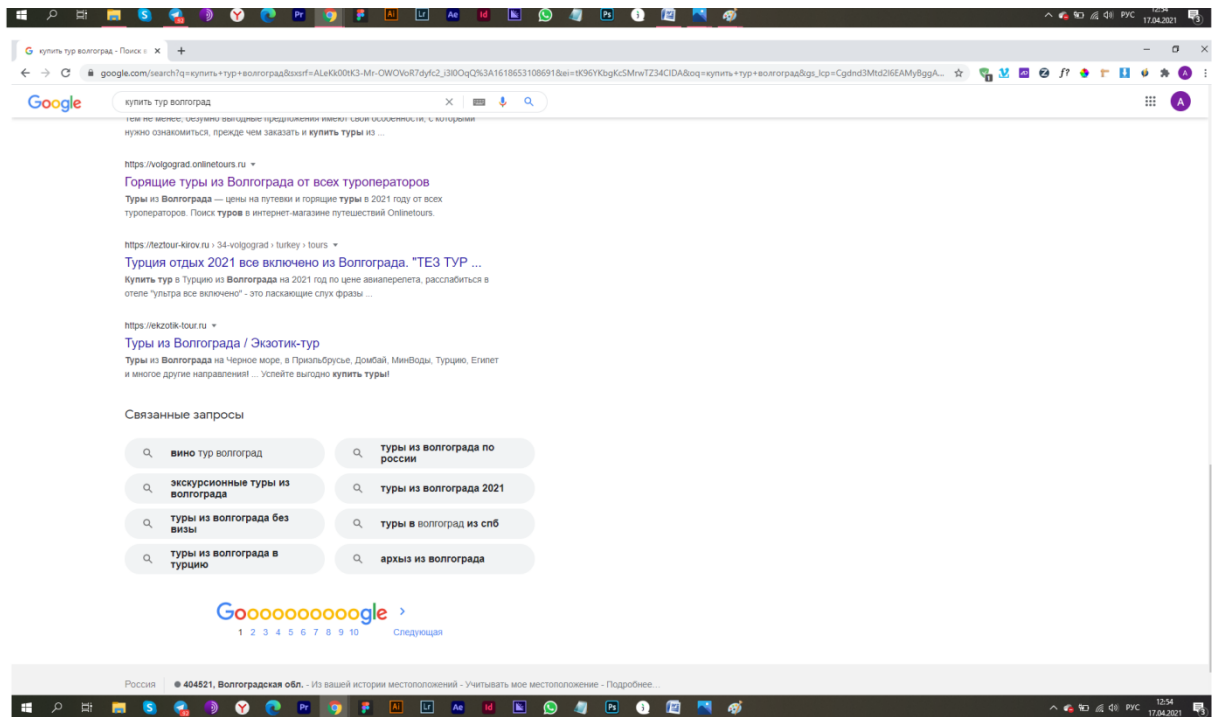 12:54
РУС
17.04.2021
купить тур волгоград - Поиск в
google.com/search?q=купить+тур+волгоград&sxsrf=ALeKk00tK3-Mr-OWOVoR7dyfc2_i3I0OqQ%3A1618653108691&ei=tK96YKbgKcSMrwTZ34CIDA&oq=купить+тур+волгоград&gs_lcp=Cgdnd3Mtd2l6EAMyBggA...
Google
купить тур волгоград
A
Тем не менее, безумно выгодные предложения имеют свои особенности, с которыми
нужно ознакомиться, прежде чем заказать и купить туры из ...
https://volgograd.onlinetours.ru
Горящие туры из Волгограда от всех туроператоров
Туры из Волгограда — цены на путевки и горящие туры в 2021 году от всех
туроператоров. Поиск туров в интернет-магазине путешествий Onlinetours.
https://teztour-kirov.ru › 34-volgograd › turkey › tours
Турция отдых 2021 все включено из Волгограда. "ТЕЗ ТУР ...
Купить тур в Турцию из Волгограда на 2021 год по цене авиаперелета, расслабиться в
отеле "ультра все включено" - это ласкающие слух фразы ...
https://ekzotik-tour.ru
Туры из Волгограда / Экзотик-тур
Туры из Волгограда на Черное море, в Приэльбрусье, Домбай, МинВоды, Турцию, Египет
и многое другие направления! ... Успейте выгодно купить туры!
Связанные запросы
вино тур волгоград
туры из волгограда по
россии
экскурсионные туры из
волгограда
туры из волгограда 2021
туры из волгограда без
визы
туры в волгоград из спб
туры из волгограда в
турцию
архыз из волгограда
Goooooooooogle
1 2 3 4 5 6 7 8 9 10 Следующая
Россия 404521, Волгоградская обл. - Из вашей истории местоположений - Учитывать мое местоположение - Подробнее...
12:54
РУС
17.04.2021